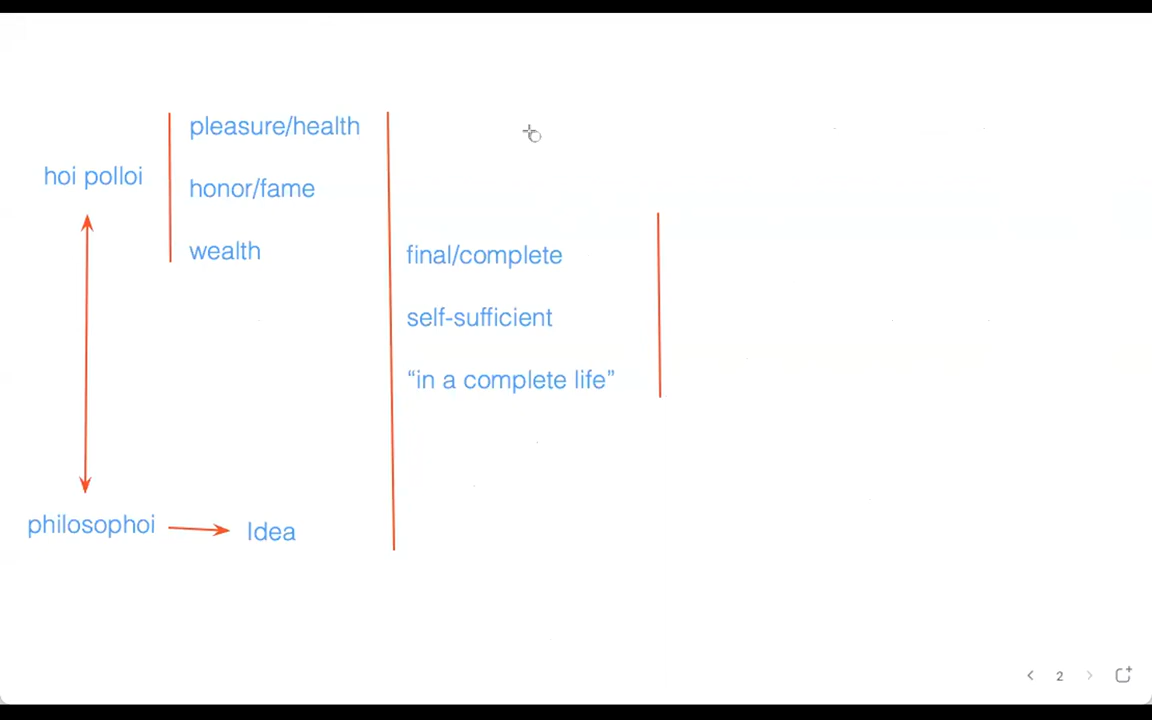 pleasure/health
hoi polloi
honor/fame
wealth
final/complete
self-sufficient
“in a complete life”
philosophoi
Idea
2